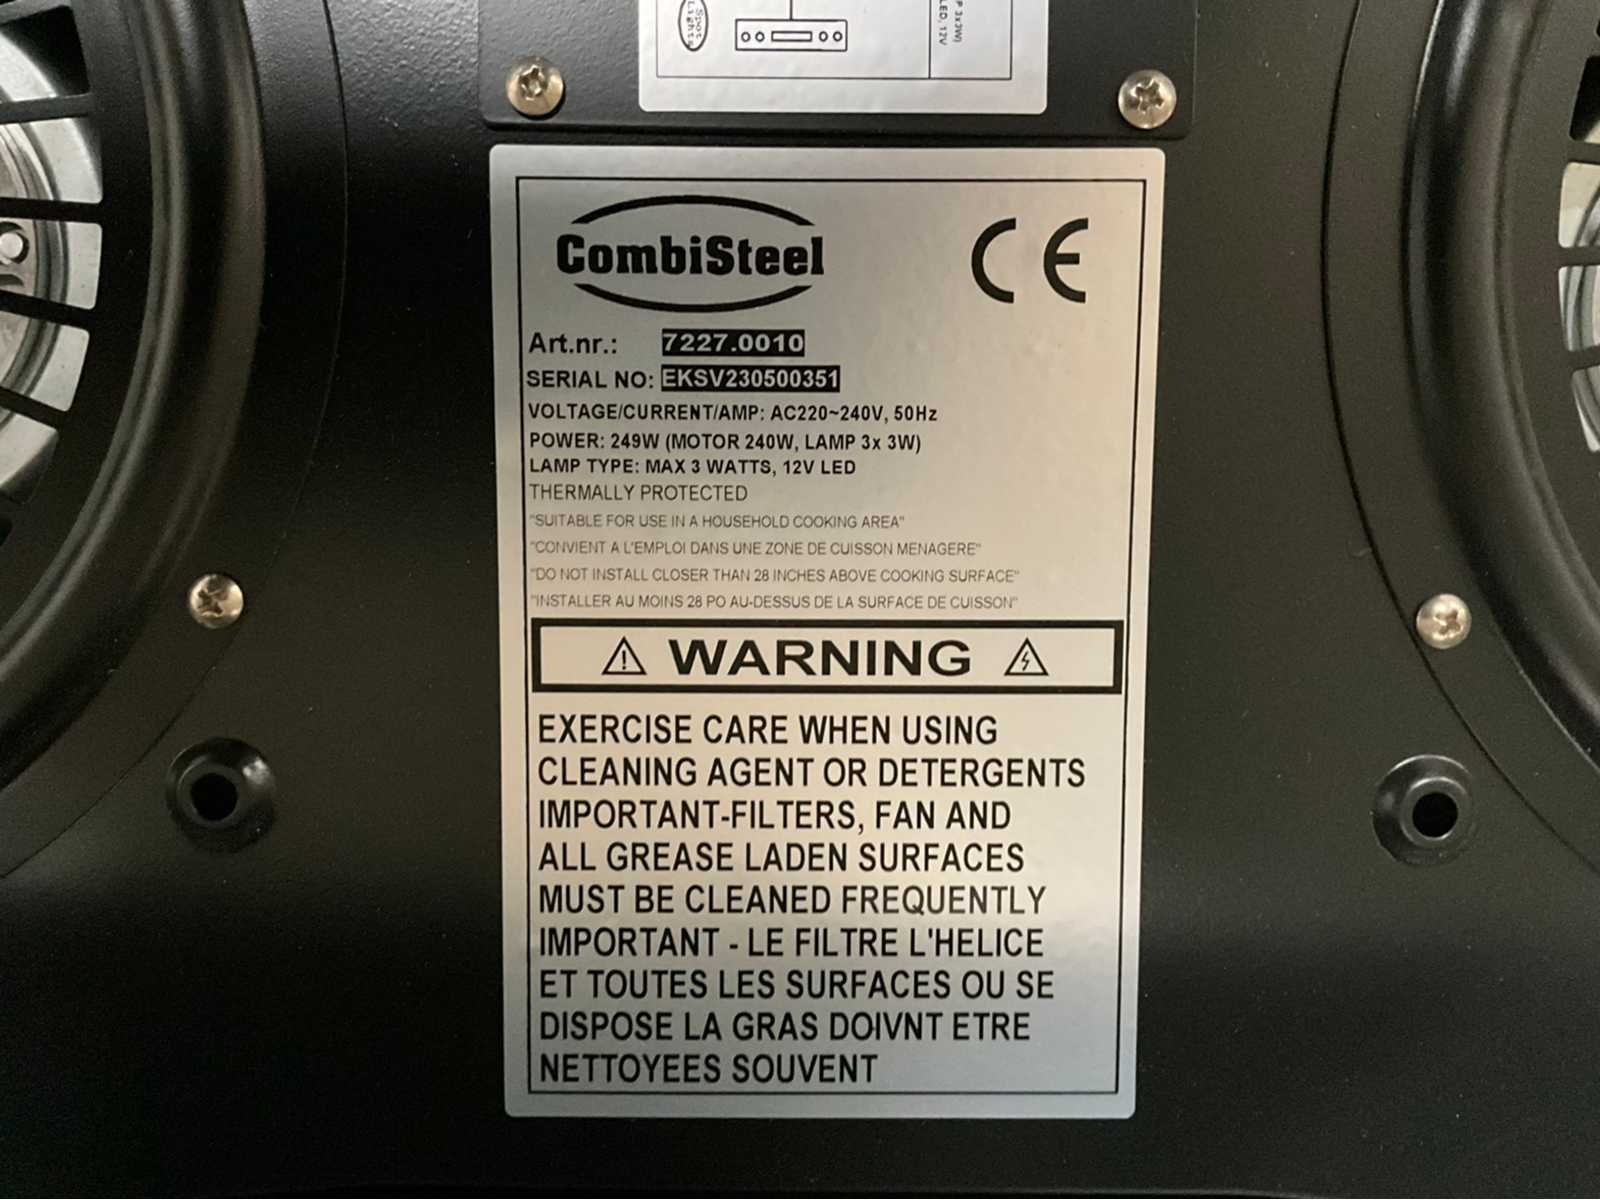 Spot
Lights
P 3x3W)
LED, 12V
CombiSteel
CE
Art.nr.: 7227.0010
SERIAL NO: EKSV230500351
VOLTAGE/CURRENT/AMP: AC220~240V, 50Hz
POWER: 249W (MOTOR 240W, LAMP 3x 3W)
LAMP TYPE: MAX 3 WATTS, 12V LED
THERMALLY PROTECTED
"SUITABLE FOR USE IN A HOUSEHOLD COOKING AREA"
"CONVIENT A L'EMPLOI DANS UNE ZONE DE CUISSON MENAGERE"
"DO NOT INSTALL CLOSER THAN 28 INCHES ABOVE COOKING SURFACE"
"INSTALLER AU MOINS 28 PO AU-DESSUS DE LA SURFACE DE CUISSON"
WARNING
EXERCISE CARE WHEN USING
CLEANING AGENT OR DETERGENTS
IMPORTANT-FILTERS, FAN AND
ALL GREASE LADEN SURFACES
MUST BE CLEANED FREQUENTLY
IMPORTANT - LE FILTRE L'HELICE
ET TOUTES LES SURFACES OU SE
DISPOSE LA GRAS DOIVNT ETRE
NETTOYEES SOUVENT